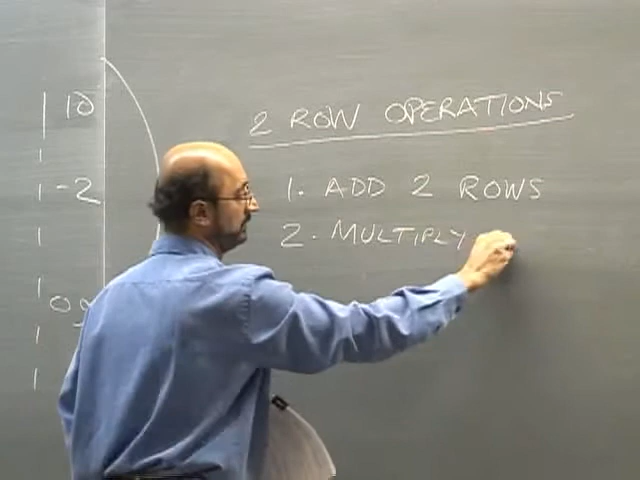 10
-2
2 ROW OPERATIONS
1. ADD 2 ROWS
2. MULTIPLY